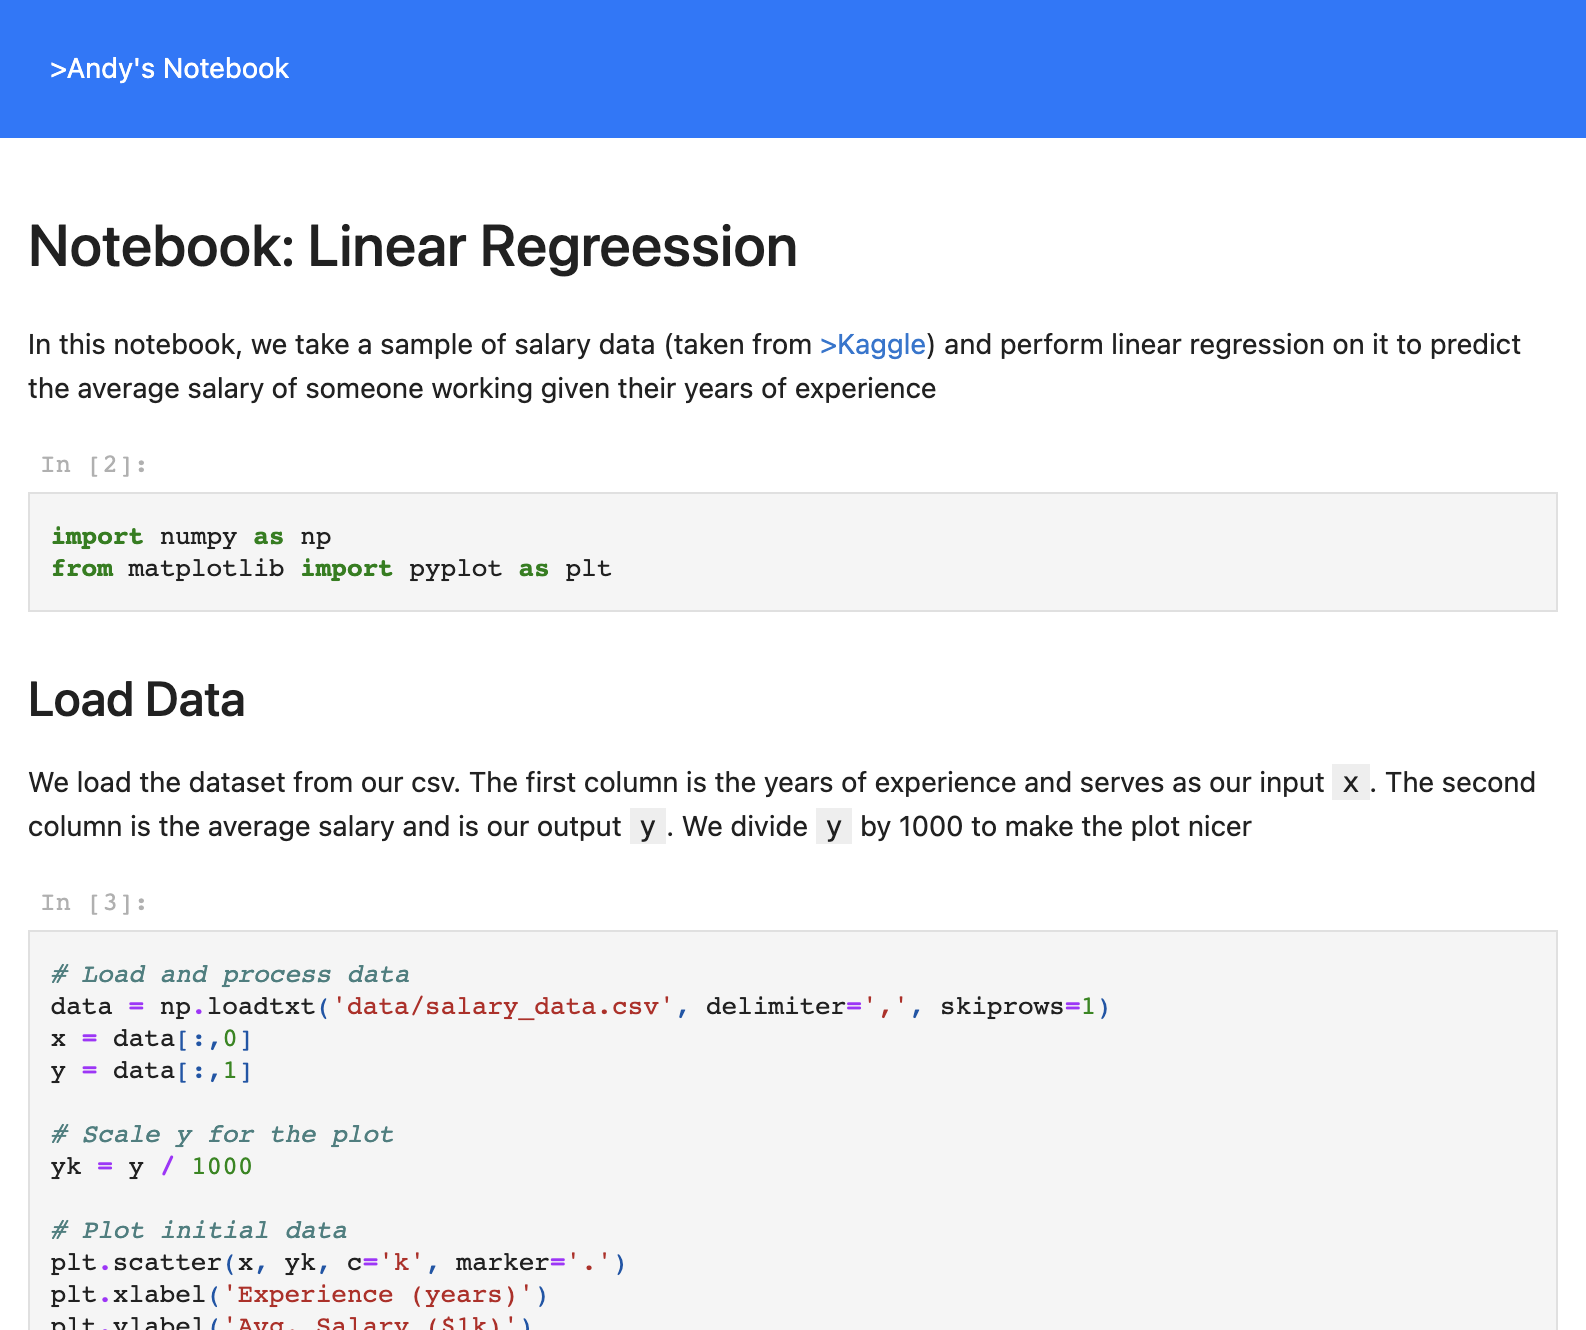 >Andy's Notebook
Notebook: Linear Regreession
In this notebook, we take a sample of salary data (taken from >Kaggle) and perform linear regression on it to predict
the average salary of someone working given their years of experience
In [2]:
import numpy as np
from matplotlib import pyplot as plt
Load Data
We load the dataset from our csv. The first column is the years of experience and serves as our input x. The second
column is the average salary and is our output y. We divide y by 1000 to make the plot nicer
In [3]:
# Load and process data
data = np.loadtxt('data/salary_data.csv', delimiter=',', skiprows=1)
x = data[:,0]
y = data[:,1]
# Scale y for the plot
yk = y / 1000
# Plot initial data
plt.scatter(x, yk, c='k', marker='.')
plt.xlabel('Experience (years)')
plt.ylabel('Avg. Salary ($1k)')